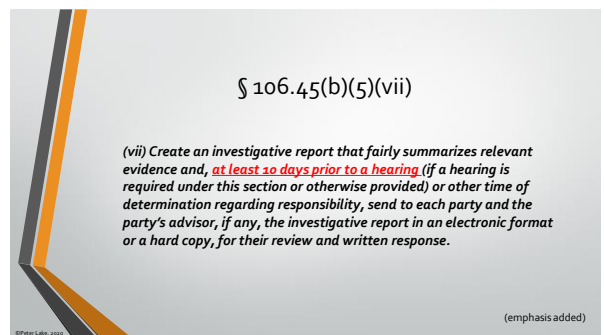 § 106.45(b)(5)(vii)
(vii) Create an investigative report that fairly summarizes relevant
evidence and, at least 10 days prior to a hearing (if a hearing is
required under this section or otherwise provided) or other time of
determination regarding responsibility, send to each party and the
party's advisor, if any, the investigative report in an electronic format
or a hard copy, for their review and written response.
(emphasis added)
©Peter Lake, 2020